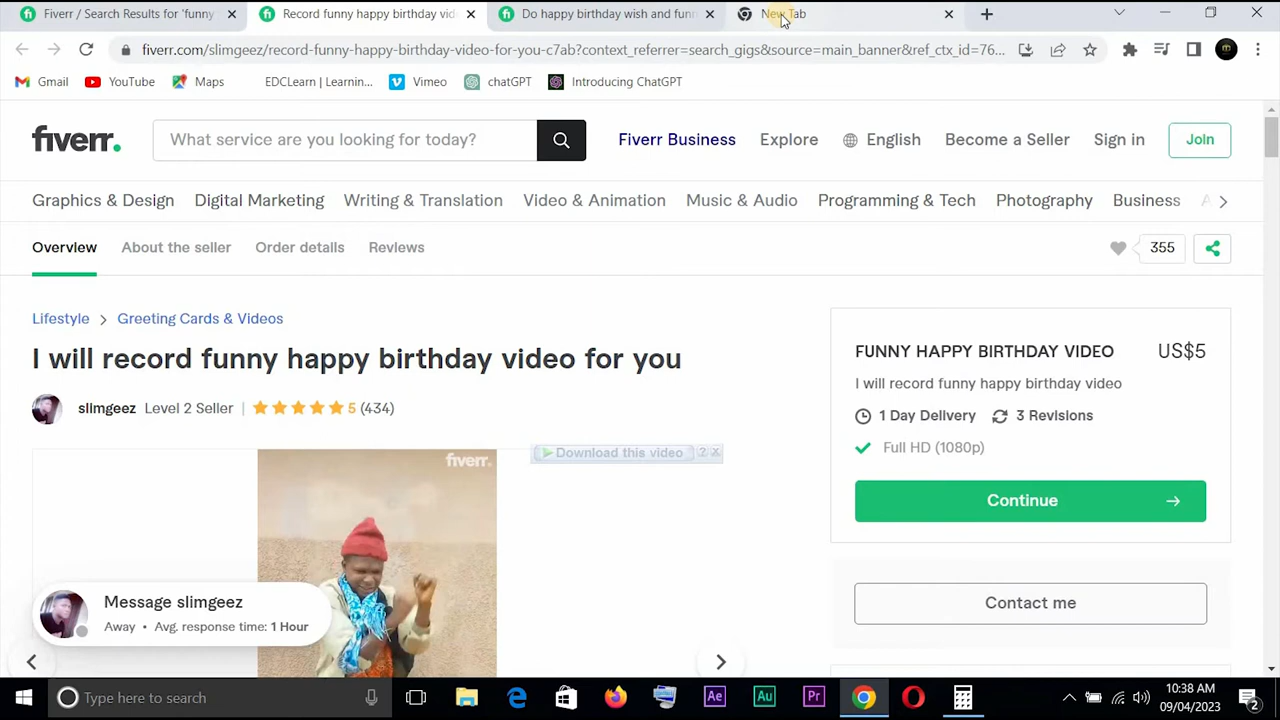 Fiverr / Search Results for 'funny
Record funny happy birthday vide
Do happy birthday wish and funn
New Tab
fiverr.com/slimgeez/record-funny-happy-birthday-video-for-you-c7ab?context_referrer=search_gigs&source=main_banner&ref_ctx_id=76...
Gmail YouTube Maps EDCLearn | Learnin... Vimeo chatGPT Introducing ChatGPT
fiverr. What service are you looking for today? Fiverr Business Explore English Become a Seller Sign in Join
Graphics & Design Digital Marketing Writing & Translation Video & Animation Music & Audio Programming & Tech Photography Business A
Overview About the seller Order details Reviews 355
Lifestyle > Greeting Cards & Videos
I will record funny happy birthday video for you
slimgeez Level 2 Seller | 5 (434)
FUNNY HAPPY BIRTHDAY VIDEO US$5
I will record funny happy birthday video
1 Day Delivery 3 Revisions
Full HD (1080p)
Continue
Contact me
fiverr.
Download this video ? X
Message slimgeez
Away • Avg. response time: 1 Hour
Type here to search
Ae Au Pr
10:38 AM
09/04/2023
2